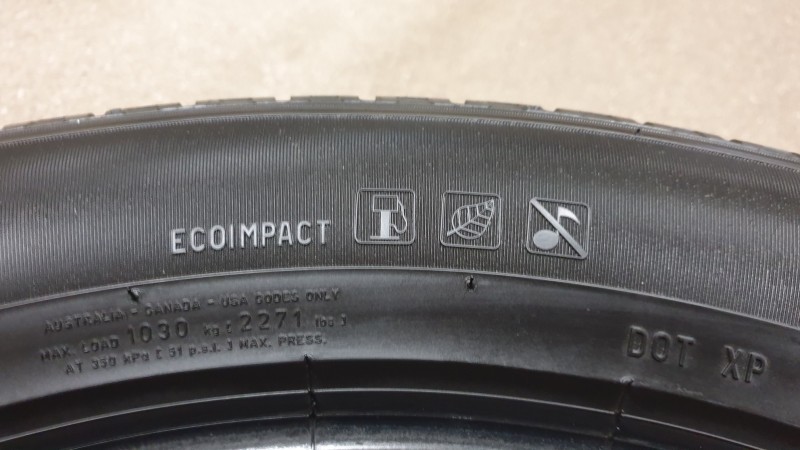 ECOIMPACT
AUSTRALIA - CANADA - USA CODES ONLY
MAX. LOAD 1030 kg [ 2271 lbs ]
AT 350 kPa [ 51 p.s.i. ] MAX. PRESS.
DOT XP